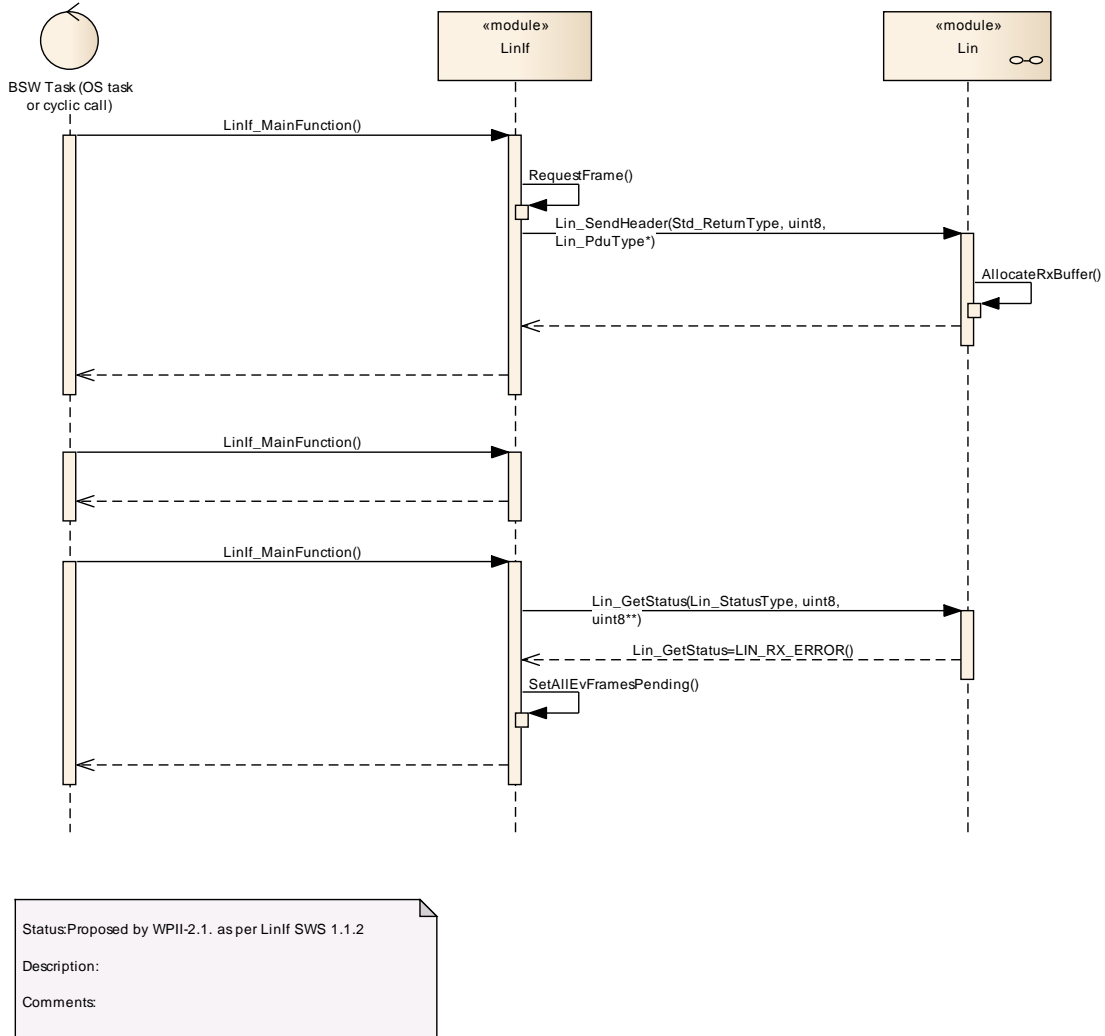 «module»
LinIf
«module»
Lin
BSW Task (OS task
or cyclic call)
LinIf_MainFunction()
RequestFrame()
Lin_SendHeader(Std_ReturnType, uint8,
Lin_PduType*)
AllocateRxBuffer()
LinIf_MainFunction()
LinIf_MainFunction()
Lin_GetStatus(Lin_StatusType, uint8,
uint8**)
Lin_GetStatus=LIN_RX_ERROR()
SetAllEvFramesPending()
Status:Proposed by WPII-2.1. as per LinIf SWS 1.1.2
Description:
Comments: